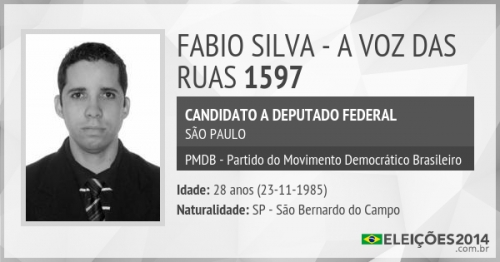 FABIO SILVA - A VOZ DAS
RUAS 1597
CANDIDATO A DEPUTADO FEDERAL
SÃO PAULO
PMDB - Partido do Movimento Democrático Brasileiro
Idade: 28 anos (23-11-1985)
Naturalidade: SP - São Bernardo do Campo
ELEIÇÕES2014
.com.br